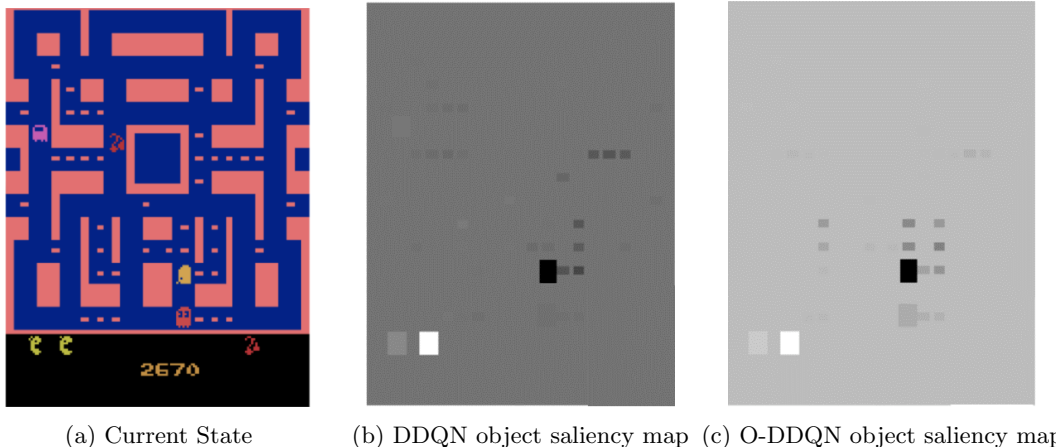 2670
(a) Current State
(b) DDQN object saliency map
(c) O-DDQN object saliency map